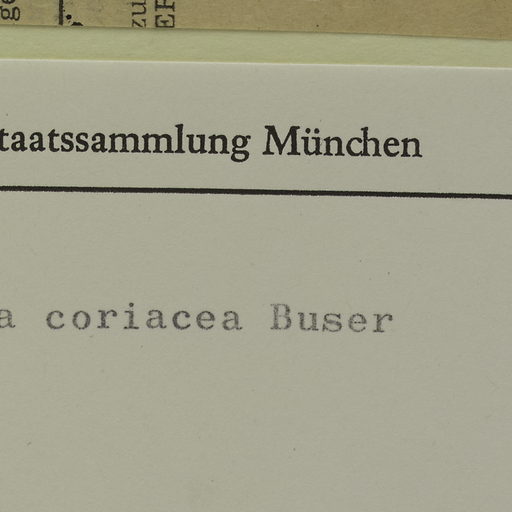 taatssammlung München
a coriacea Buser